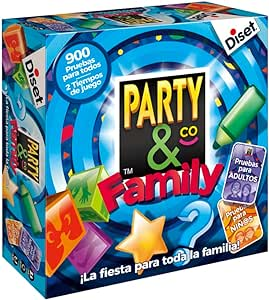 Diset
900
Pruebas
para todos
2 Tiempos
de juego
PARTY
& co
™
Family
Pruebas
para
ADULTOS
Pruebas
para
NIÑOS
?
¡La fiesta para toda la familia!